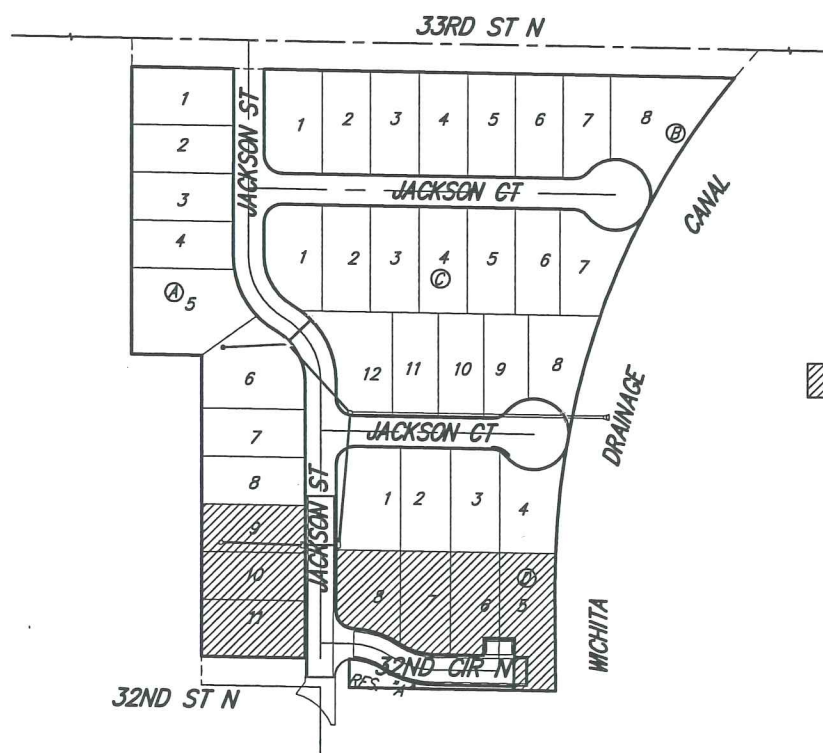 33RD ST N
1
2
3
4
A 5
JACKSON ST
1 2 3 4 5 6 7 8
B
JACKSON CT
CANAL
1 2 3 4 5 6 7
C
12 11 10 9 8
6
7
8
9
10
11
JACKSON CT
DRAINAGE
JACKSON ST
1 2 3 4
D
8 7 6 5
WICHITA
32ND CIR N
RES. "A"
32ND ST N